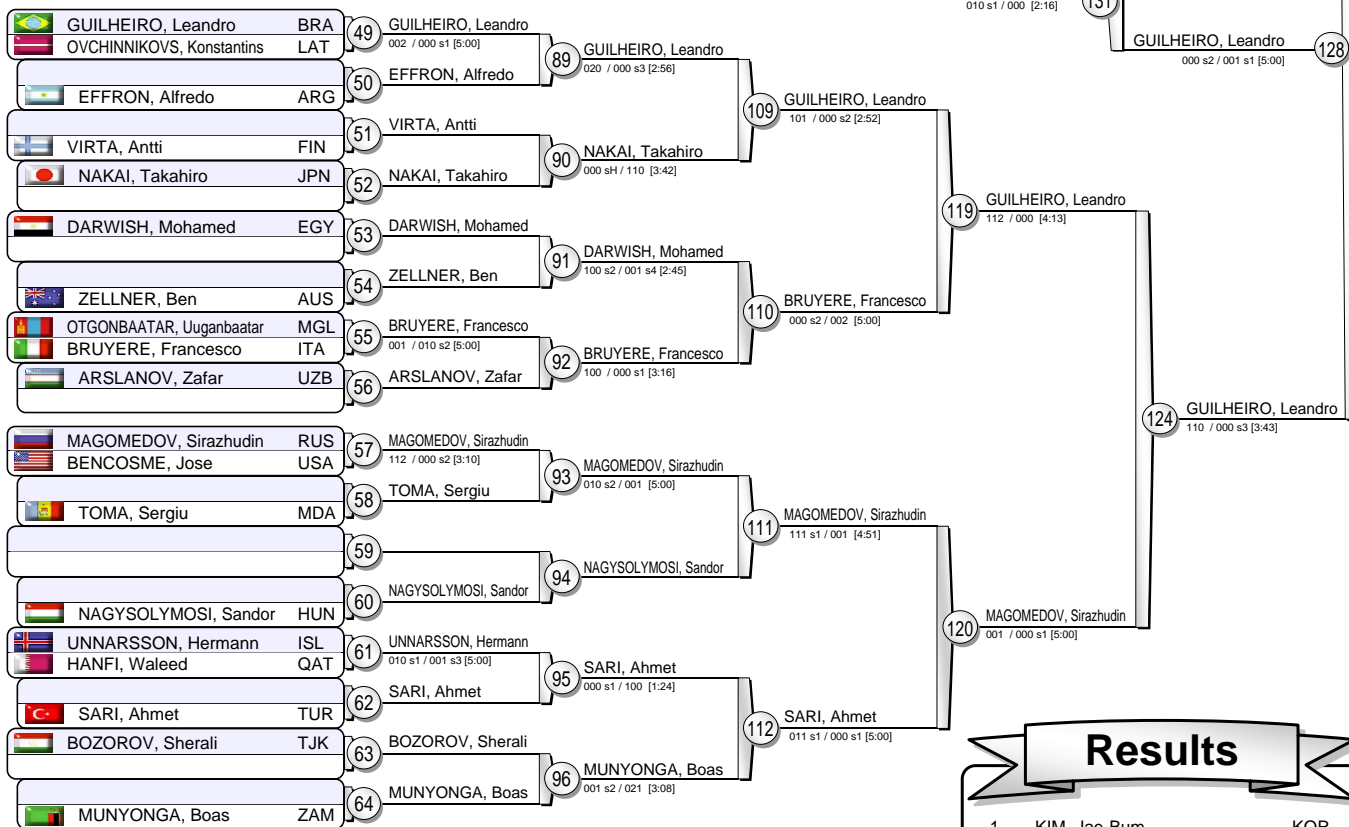 010 s1 / 000 [2:16]
131
GUILHEIRO, Leandro
000 s2 / 001 s1 [5:00]
128
GUILHEIRO, Leandro BRA
OVCHINNIKOVS, Konstantins LAT
49
GUILHEIRO, Leandro
002 / 000 s1 [5:00]
EFFRON, Alfredo ARG
50
EFFRON, Alfredo
89
GUILHEIRO, Leandro
020 / 000 s3 [2:56]
VIRTA, Antti FIN
51
VIRTA, Antti
NAKAI, Takahiro JPN
52
NAKAI, Takahiro
90
NAKAI, Takahiro
000 sH / 110 [3:42]
109
GUILHEIRO, Leandro
101 / 000 s2 [2:52]
DARWISH, Mohamed EGY
53
DARWISH, Mohamed
ZELLNER, Ben AUS
54
ZELLNER, Ben
91
DARWISH, Mohamed
100 s2 / 001 s4 [2:45]
OTGONBAATAR, Uuganbaatar MGL
BRUYERE, Francesco ITA
55
BRUYERE, Francesco
001 / 010 s2 [5:00]
ARSLANOV, Zafar UZB
56
ARSLANOV, Zafar
92
BRUYERE, Francesco
100 / 000 s1 [3:16]
110
BRUYERE, Francesco
000 s2 / 002 [5:00]
119
GUILHEIRO, Leandro
112 / 000 [4:13]
MAGOMEDOV, Sirazhudin RUS
BENCOSME, Jose USA
57
MAGOMEDOV, Sirazhudin
112 / 000 s2 [3:10]
TOMA, Sergiu MDA
58
TOMA, Sergiu
93
MAGOMEDOV, Sirazhudin
010 s2 / 001 [5:00]
59
NAGYSOLYMOSI, Sandor HUN
60
NAGYSOLYMOSI, Sandor
94
NAGYSOLYMOSI, Sandor
111
MAGOMEDOV, Sirazhudin
111 s1 / 001 [4:51]
UNNARSSON, Hermann ISL
HANFI, Waleed QAT
61
UNNARSSON, Hermann
010 s1 / 001 s3 [5:00]
SARI, Ahmet TUR
62
SARI, Ahmet
95
SARI, Ahmet
000 s1 / 100 [1:24]
BOZOROV, Sherali TJK
63
BOZOROV, Sherali
MUNYONGA, Boas ZAM
64
MUNYONGA, Boas
96
MUNYONGA, Boas
001 s2 / 021 [3:08]
112
SARI, Ahmet
011 s1 / 000 s1 [5:00]
120
MAGOMEDOV, Sirazhudin
001 / 000 s1 [5:00]
124
GUILHEIRO, Leandro
110 / 000 s3 [3:43]
Results
1 KIM, Jae-Bum KOR